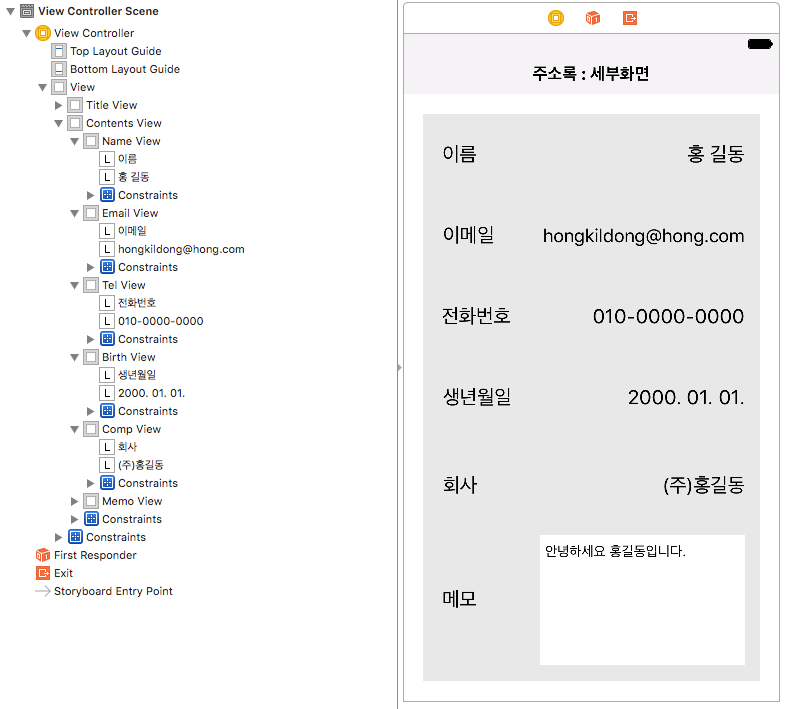 View Controller Scene
View Controller
Top Layout Guide
Bottom Layout Guide
View
Title View
Contents View
Name View
L 이름
L 홍 길동
Constraints
Email View
L 이메일
L hongkildong@hong.com
Constraints
Tel View
L 전화번호
L 010-0000-0000
Constraints
Birth View
L 생년월일
L 2000. 01. 01.
Constraints
Comp View
L 회사
L (주)홍길동
Constraints
Memo View
Constraints
Constraints
First Responder
Exit
Storyboard Entry Point
주소록 : 세부화면
이름 홍 길동
이메일 hongkildong@hong.com
전화번호 010-0000-0000
생년월일 2000. 01. 01.
회사 (주)홍길동
안녕하세요 홍길동입니다.
메모